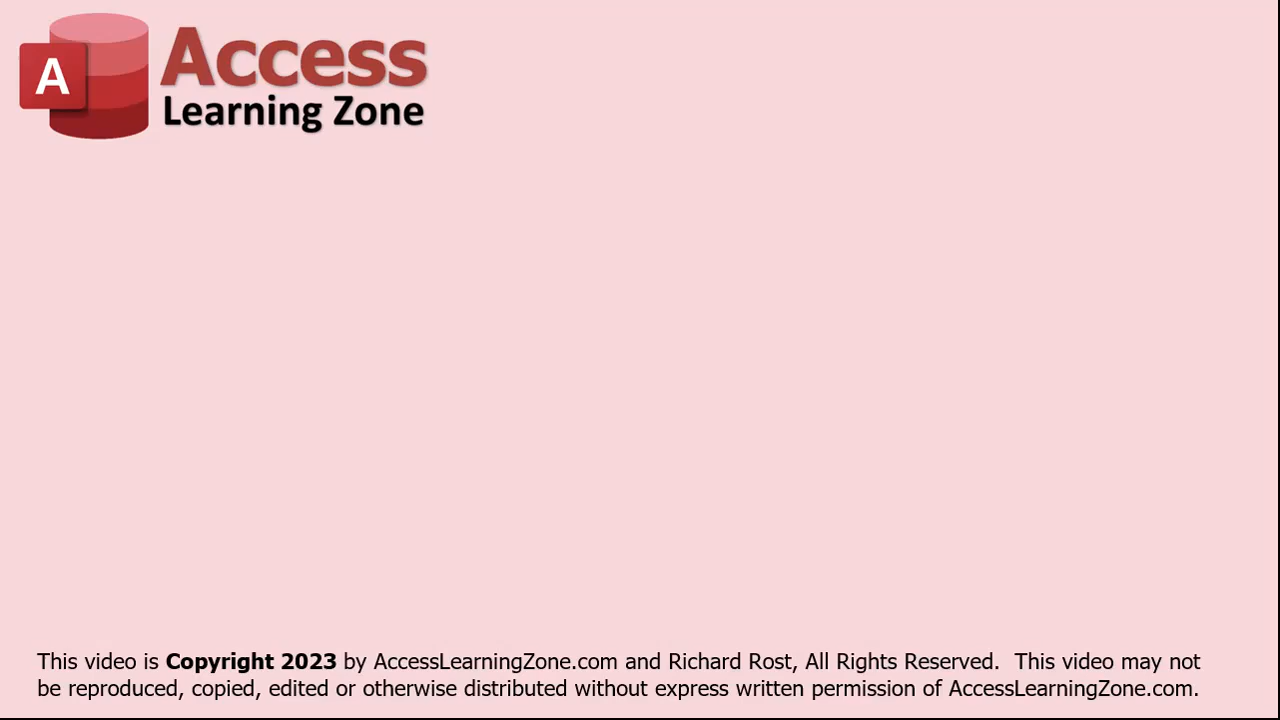 A
Access
Learning Zone
This video is Copyright 2023 by AccessLearningZone.com and Richard Rost, All Rights Reserved.  This video may not
be reproduced, copied, edited or otherwise distributed without express written permission of AccessLearningZone.com.